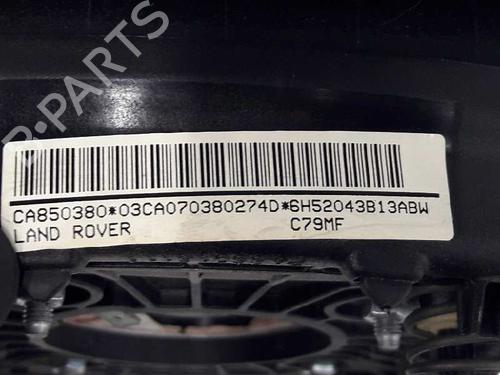 B-PARTS
CA850380*03CA070380274D*6H52043B13ABW
LAND ROVER C79MF